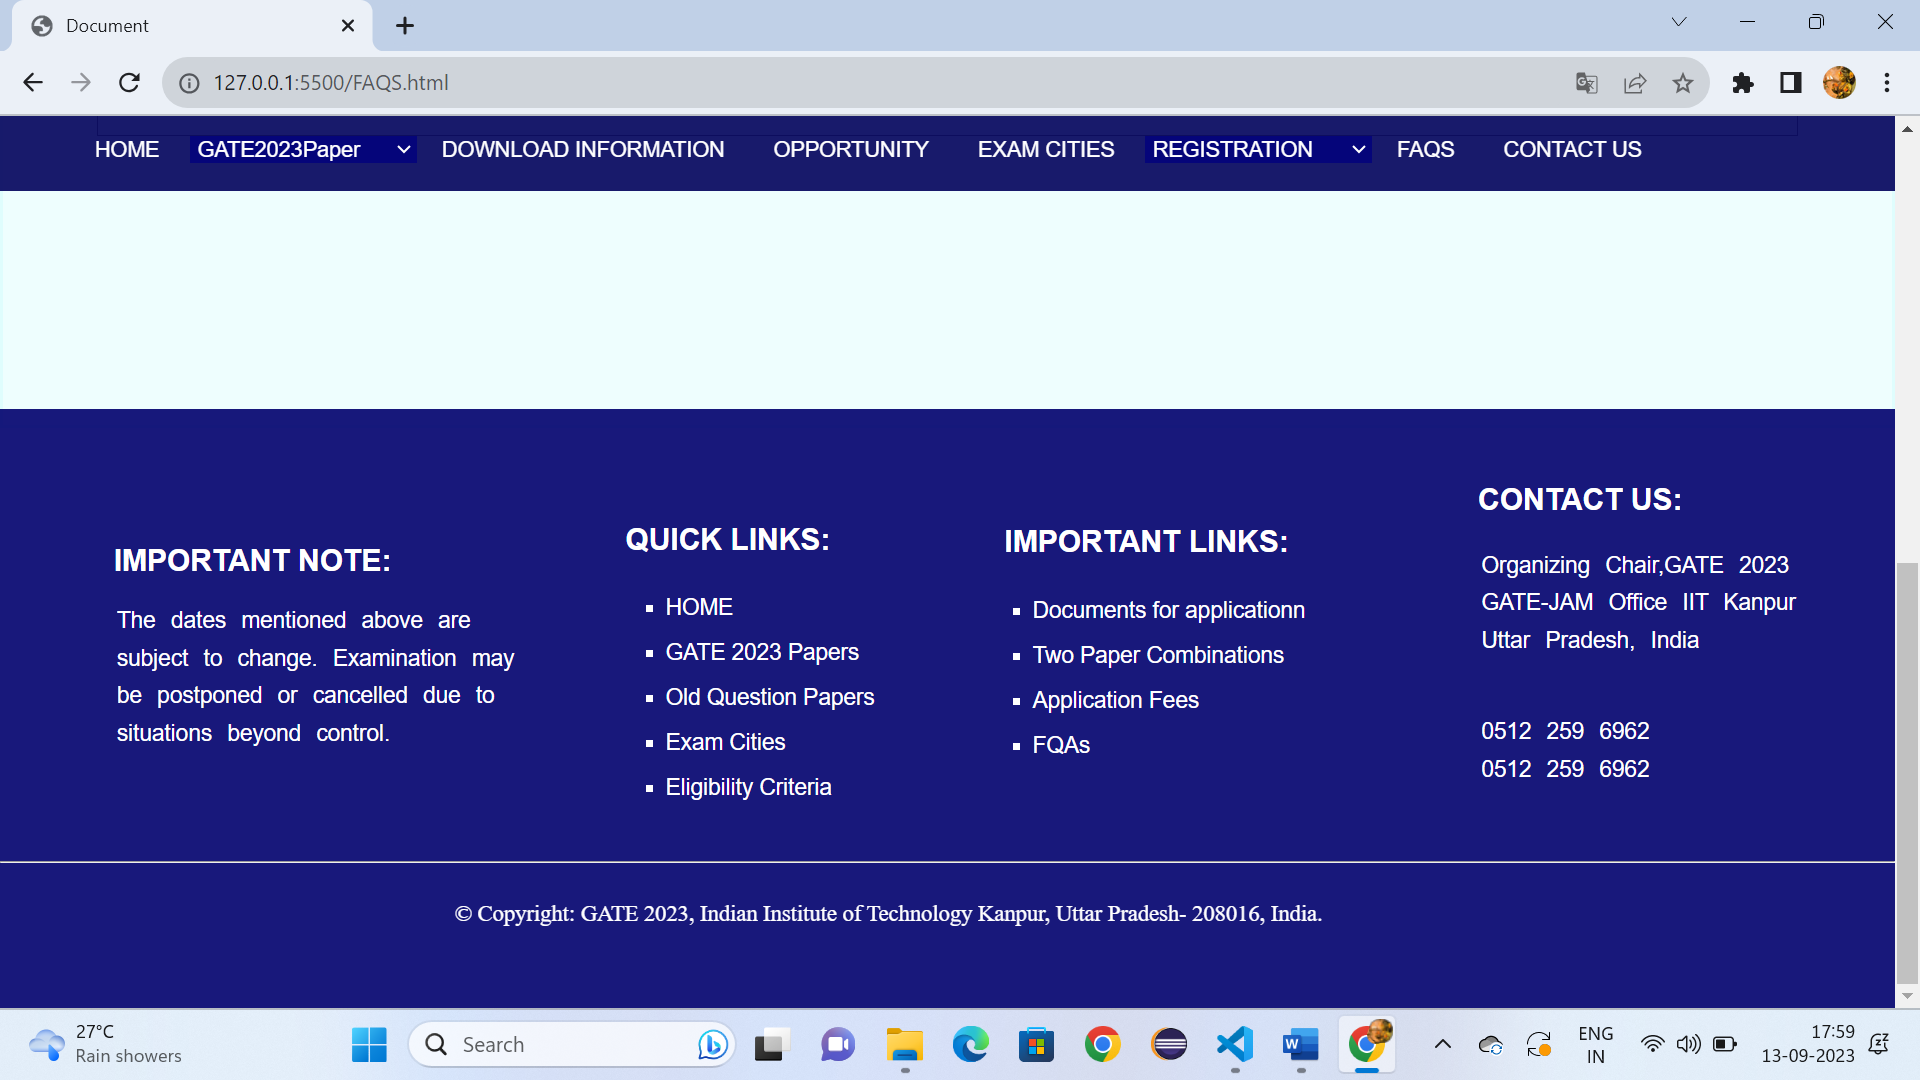 Document
127.0.0.1:5500/FAQS.html
HOME GATE2023Paper DOWNLOAD INFORMATION OPPORTUNITY EXAM CITIES REGISTRATION FAQS CONTACT US
IMPORTANT NOTE:
The dates mentioned above are
subject to change. Examination may
be postponed or cancelled due to
situations beyond control.
QUICK LINKS:
HOME
GATE 2023 Papers
Old Question Papers
Exam Cities
Eligibility Criteria
IMPORTANT LINKS:
Documents for applicationn
Two Paper Combinations
Application Fees
FQAs
CONTACT US:
Organizing Chair,GATE 2023
GATE-JAM Office IIT Kanpur
Uttar Pradesh, India
0512 259 6962
0512 259 6962
© Copyright: GATE 2023, Indian Institute of Technology Kanpur, Uttar Pradesh- 208016, India.
27°C
Rain showers
Search
ENG
IN
17:59
13-09-2023